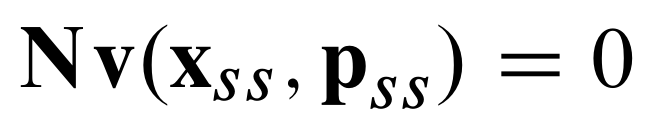 𝐍𝐯(𝐱ₛₛ, 𝐩ₛₛ) = 0